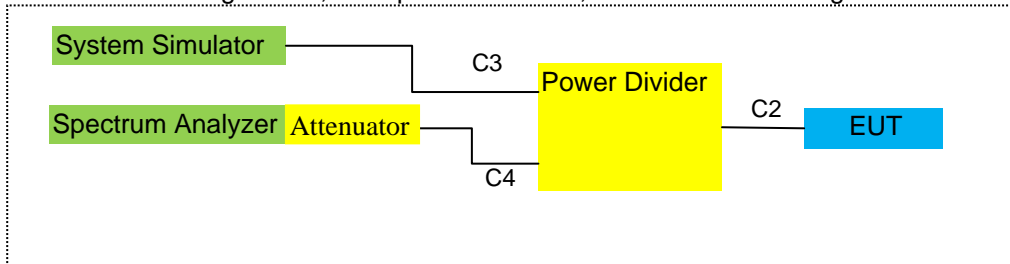 System Simulator
C3
Power Divider
C2
Spectrum Analyzer Attenuator
EUT
C4